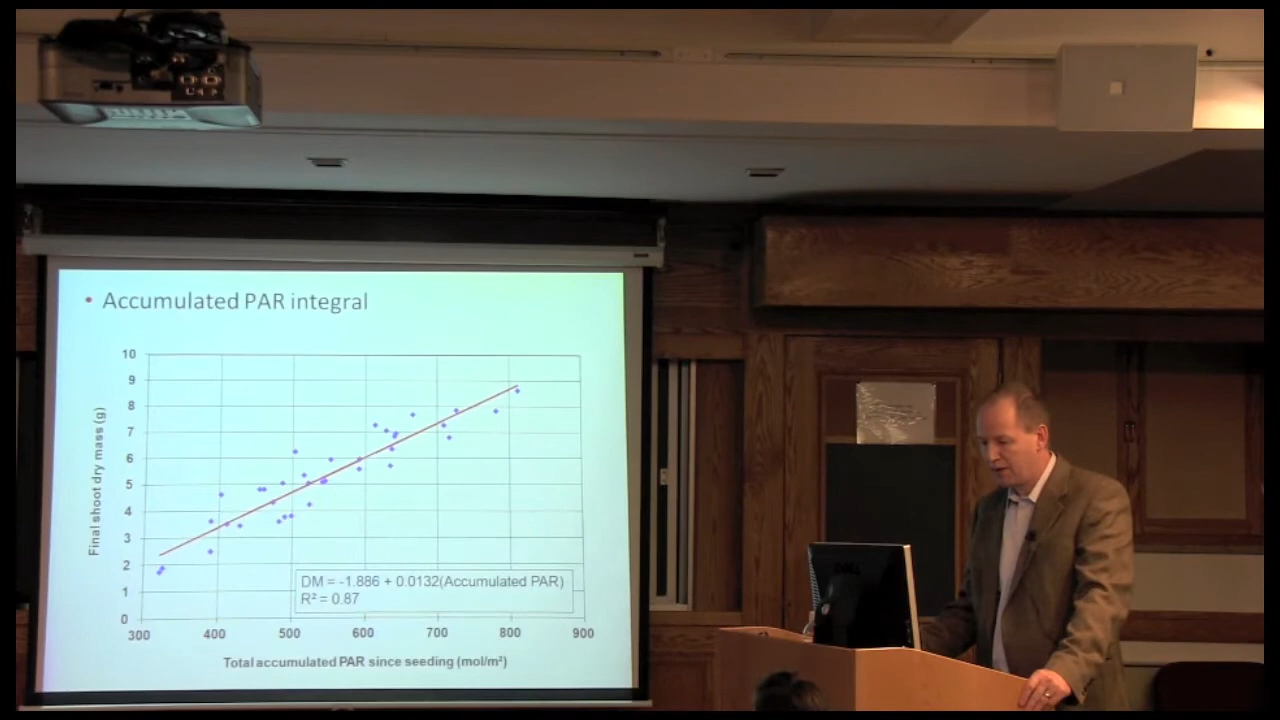 • Accumulated PAR integral
10
9
8
7
6
5
4
3
2
1
0
Final shoot dry mass (g)
DM = -1.886 + 0.0132(Accumulated PAR)
R² = 0.87
300 400 500 600 700 800 900
Total accumulated PAR since seeding (mol/m²)
DELL